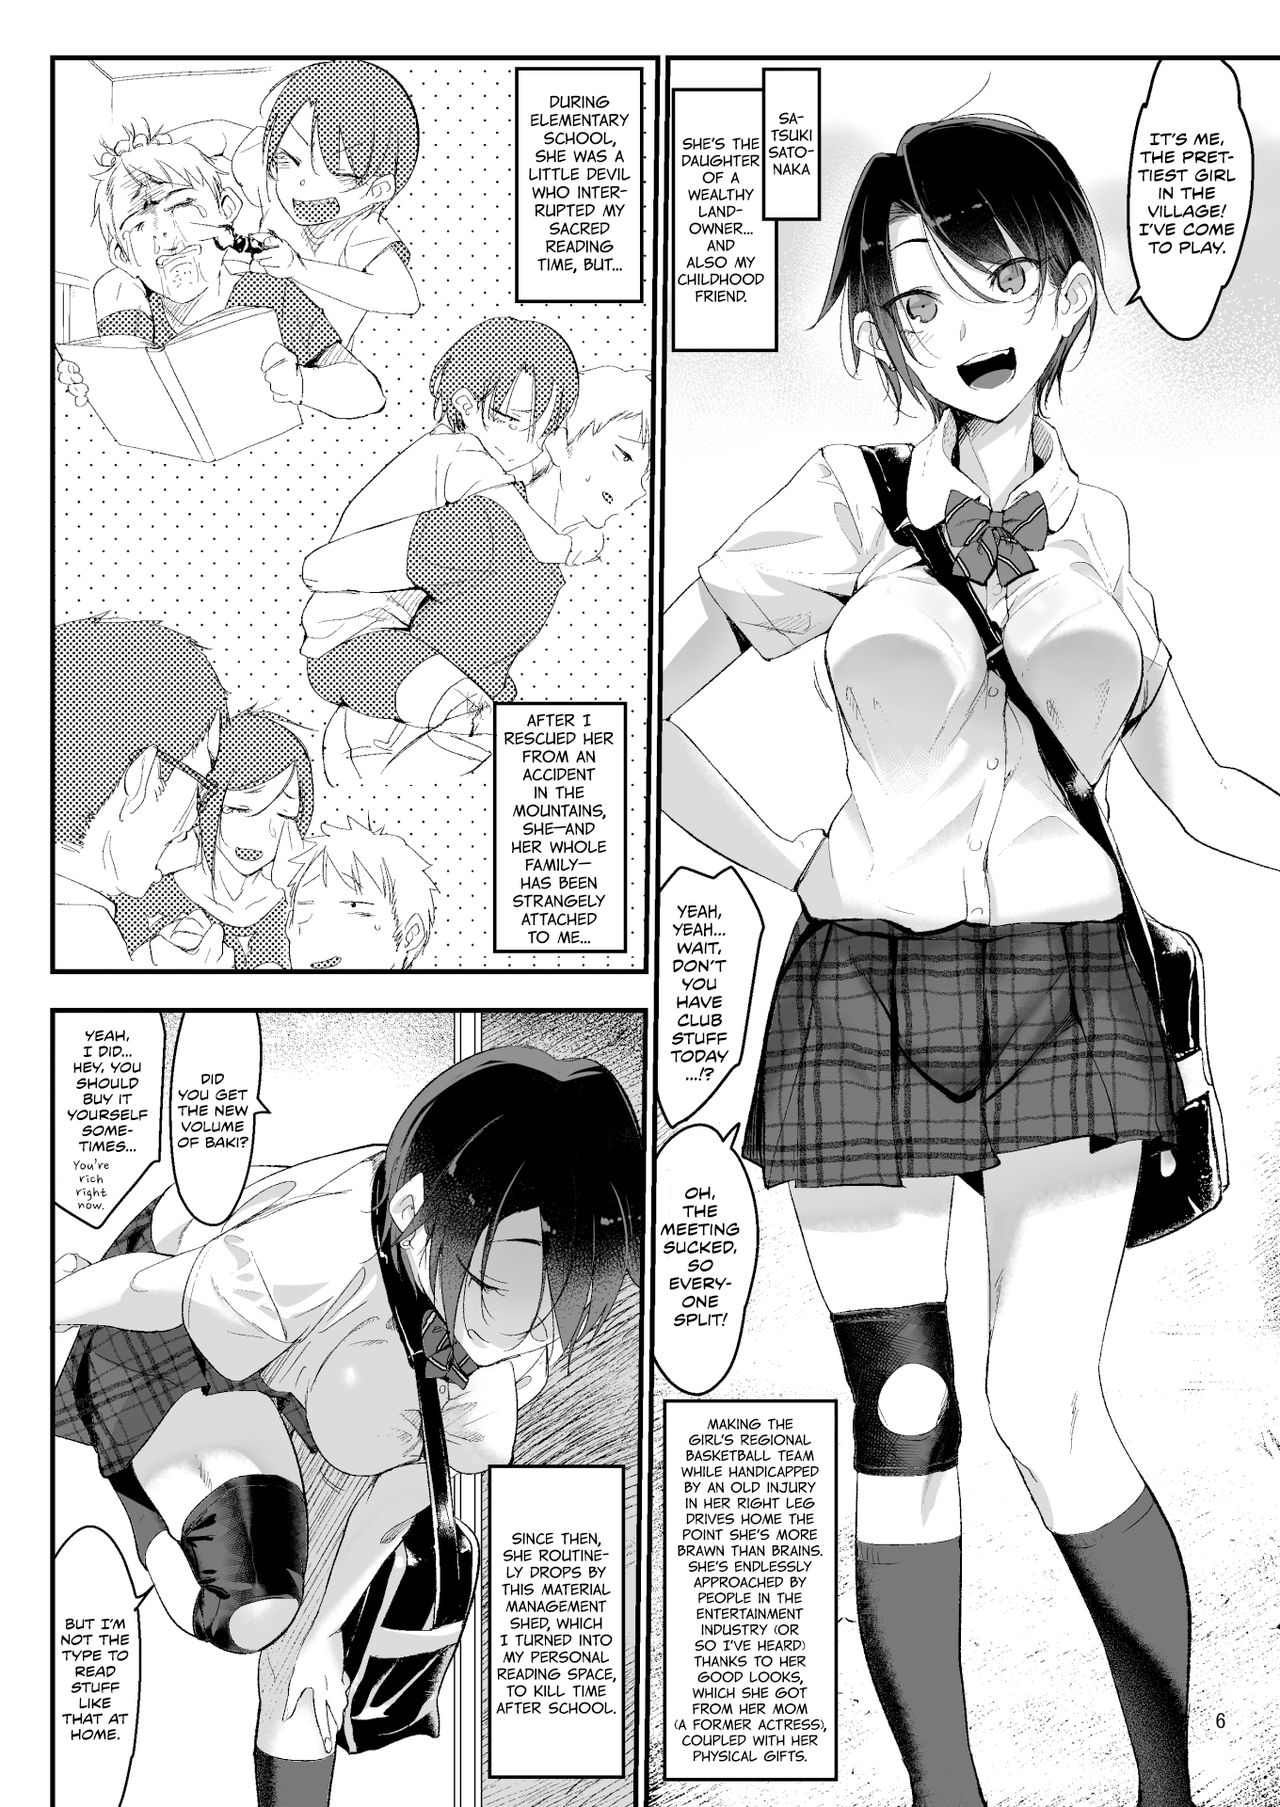 IT'S ME,
THE PRET-
TIEST GIRL
IN THE
VILLAGE!
I'VE COME
TO PLAY.
SA-
TSUKI
SATO-
NAKA
SHE'S THE
DAUGHTER
OF A
WEALTHY
LAND-
OWNER...
AND
ALSO MY
CHILDHOOD
FRIEND.
YEAH,
YEAH...
WAIT,
DON'T
YOU
HAVE
CLUB
STUFF
TODAY
...!?
OH,
THE
MEETING
SUCKED,
SO
EVERY-
ONE
SPLIT!
MAKING THE
GIRL'S REGIONAL
BASKETBALL TEAM
WHILE HANDICAPPED
BY AN OLD INJURY
IN HER RIGHT LEG
DRIVES HOME THE
POINT SHE'S MORE
BRAWN THAN BRAINS.
SHE'S ENDLESSLY
APPROACHED BY
PEOPLE IN THE
ENTERTAINMENT
INDUSTRY (OR
SO I'VE HEARD)
THANKS TO HER
GOOD LOOKS,
WHICH SHE GOT
FROM HER MOM
(A FORMER ACTRESS),
COUPLED WITH HER
PHYSICAL GIFTS.
DURING
ELEMENTARY
SCHOOL,
SHE WAS A
LITTLE DEVIL
WHO INTER-
RUPTED MY
SACRED
READING
TIME, BUT...
AFTER I
RESCUED HER
FROM AN
ACCIDENT
IN THE
MOUNTAINS,
SHE—AND
HER WHOLE
FAMILY—
HAS BEEN
STRANGELY
ATTACHED
TO ME...
DID
YOU GET
THE NEW
VOLUME
OF BAKI?
YEAH,
I DID...
HEY, YOU
SHOULD
BUY IT
YOURSELF
SOME-
TIMES...
You're
rich
right
now.
SINCE THEN,
SHE ROUTINE-
LY DROPS BY
THIS MATERIAL
MANAGEMENT
SHED, WHICH
I TURNED INTO
MY PERSONAL
READING SPACE,
TO KILL TIME
AFTER SCHOOL.
BUT I'M
NOT THE
TYPE TO
READ
STUFF
LIKE
THAT AT
HOME.
6